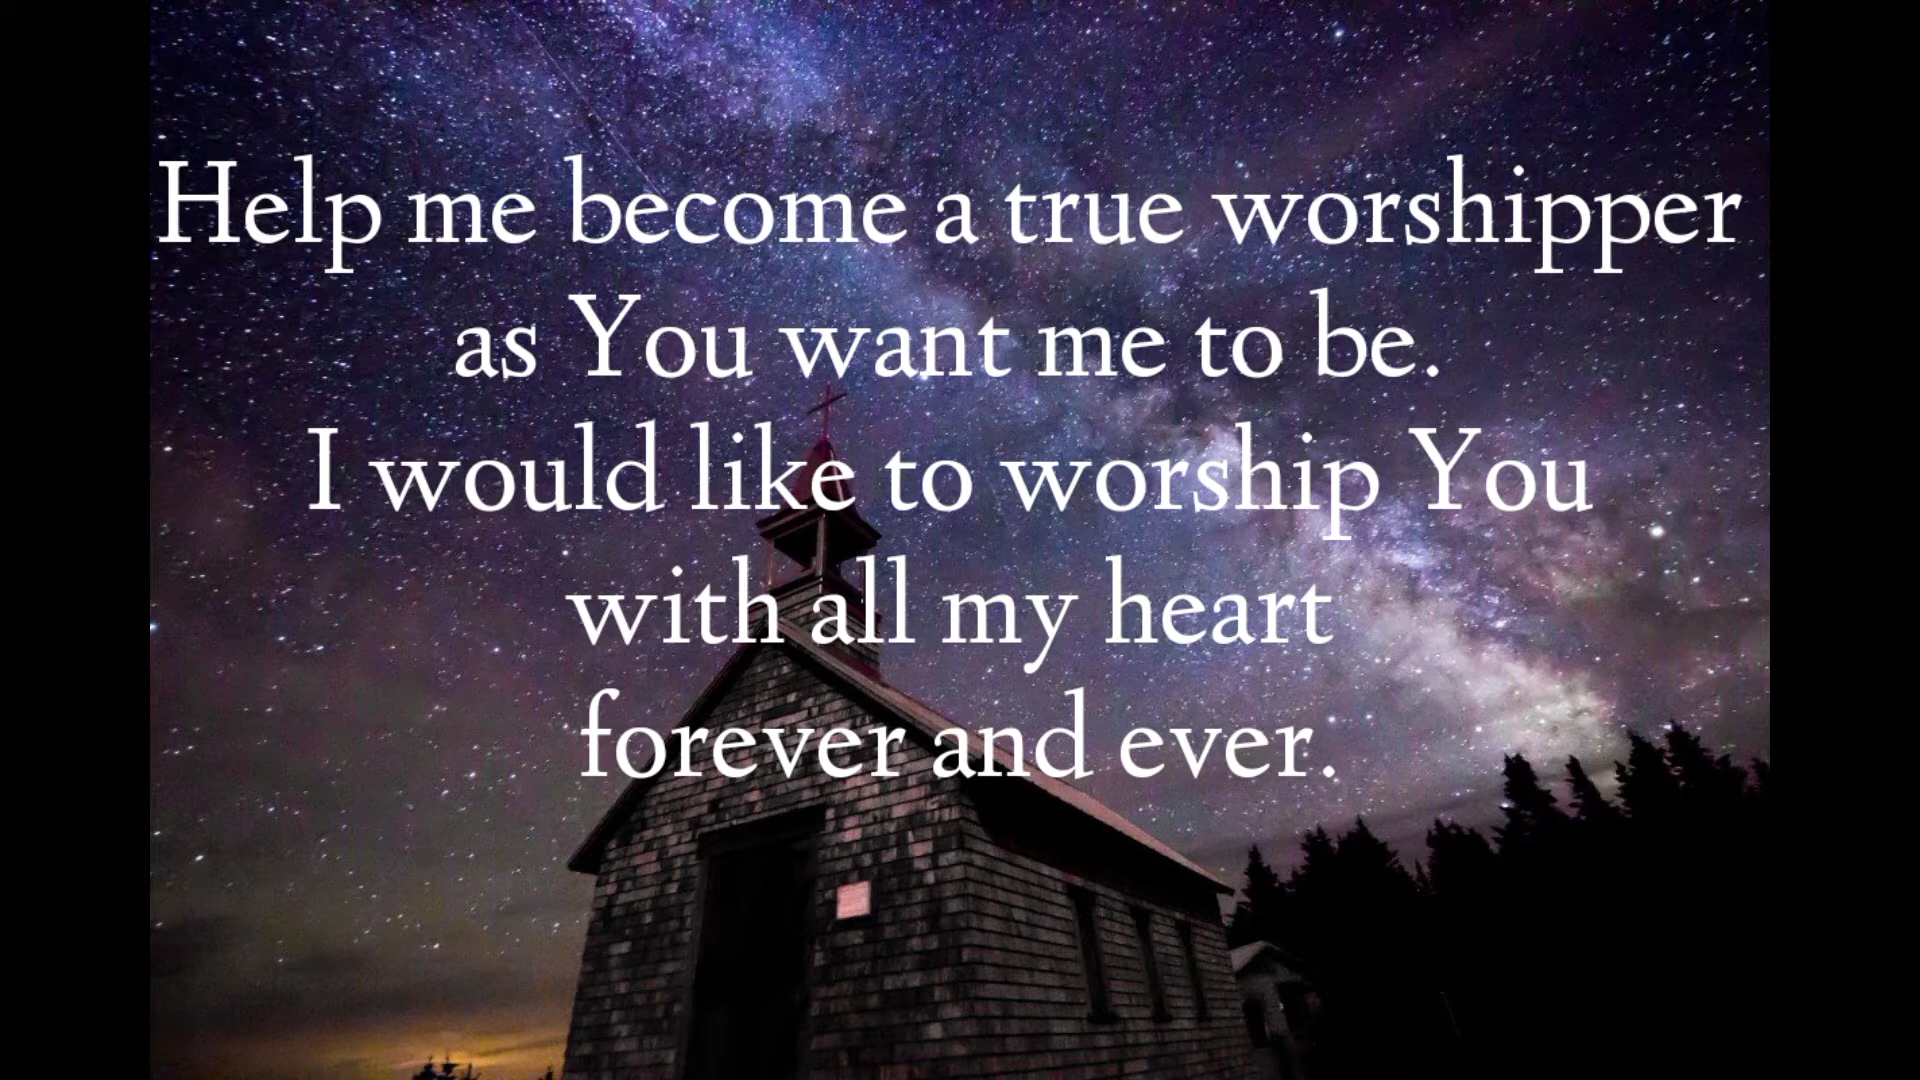 Help me become a true worshipper
as You want me to be.
I would like to worship You
with all my heart
forever and ever.